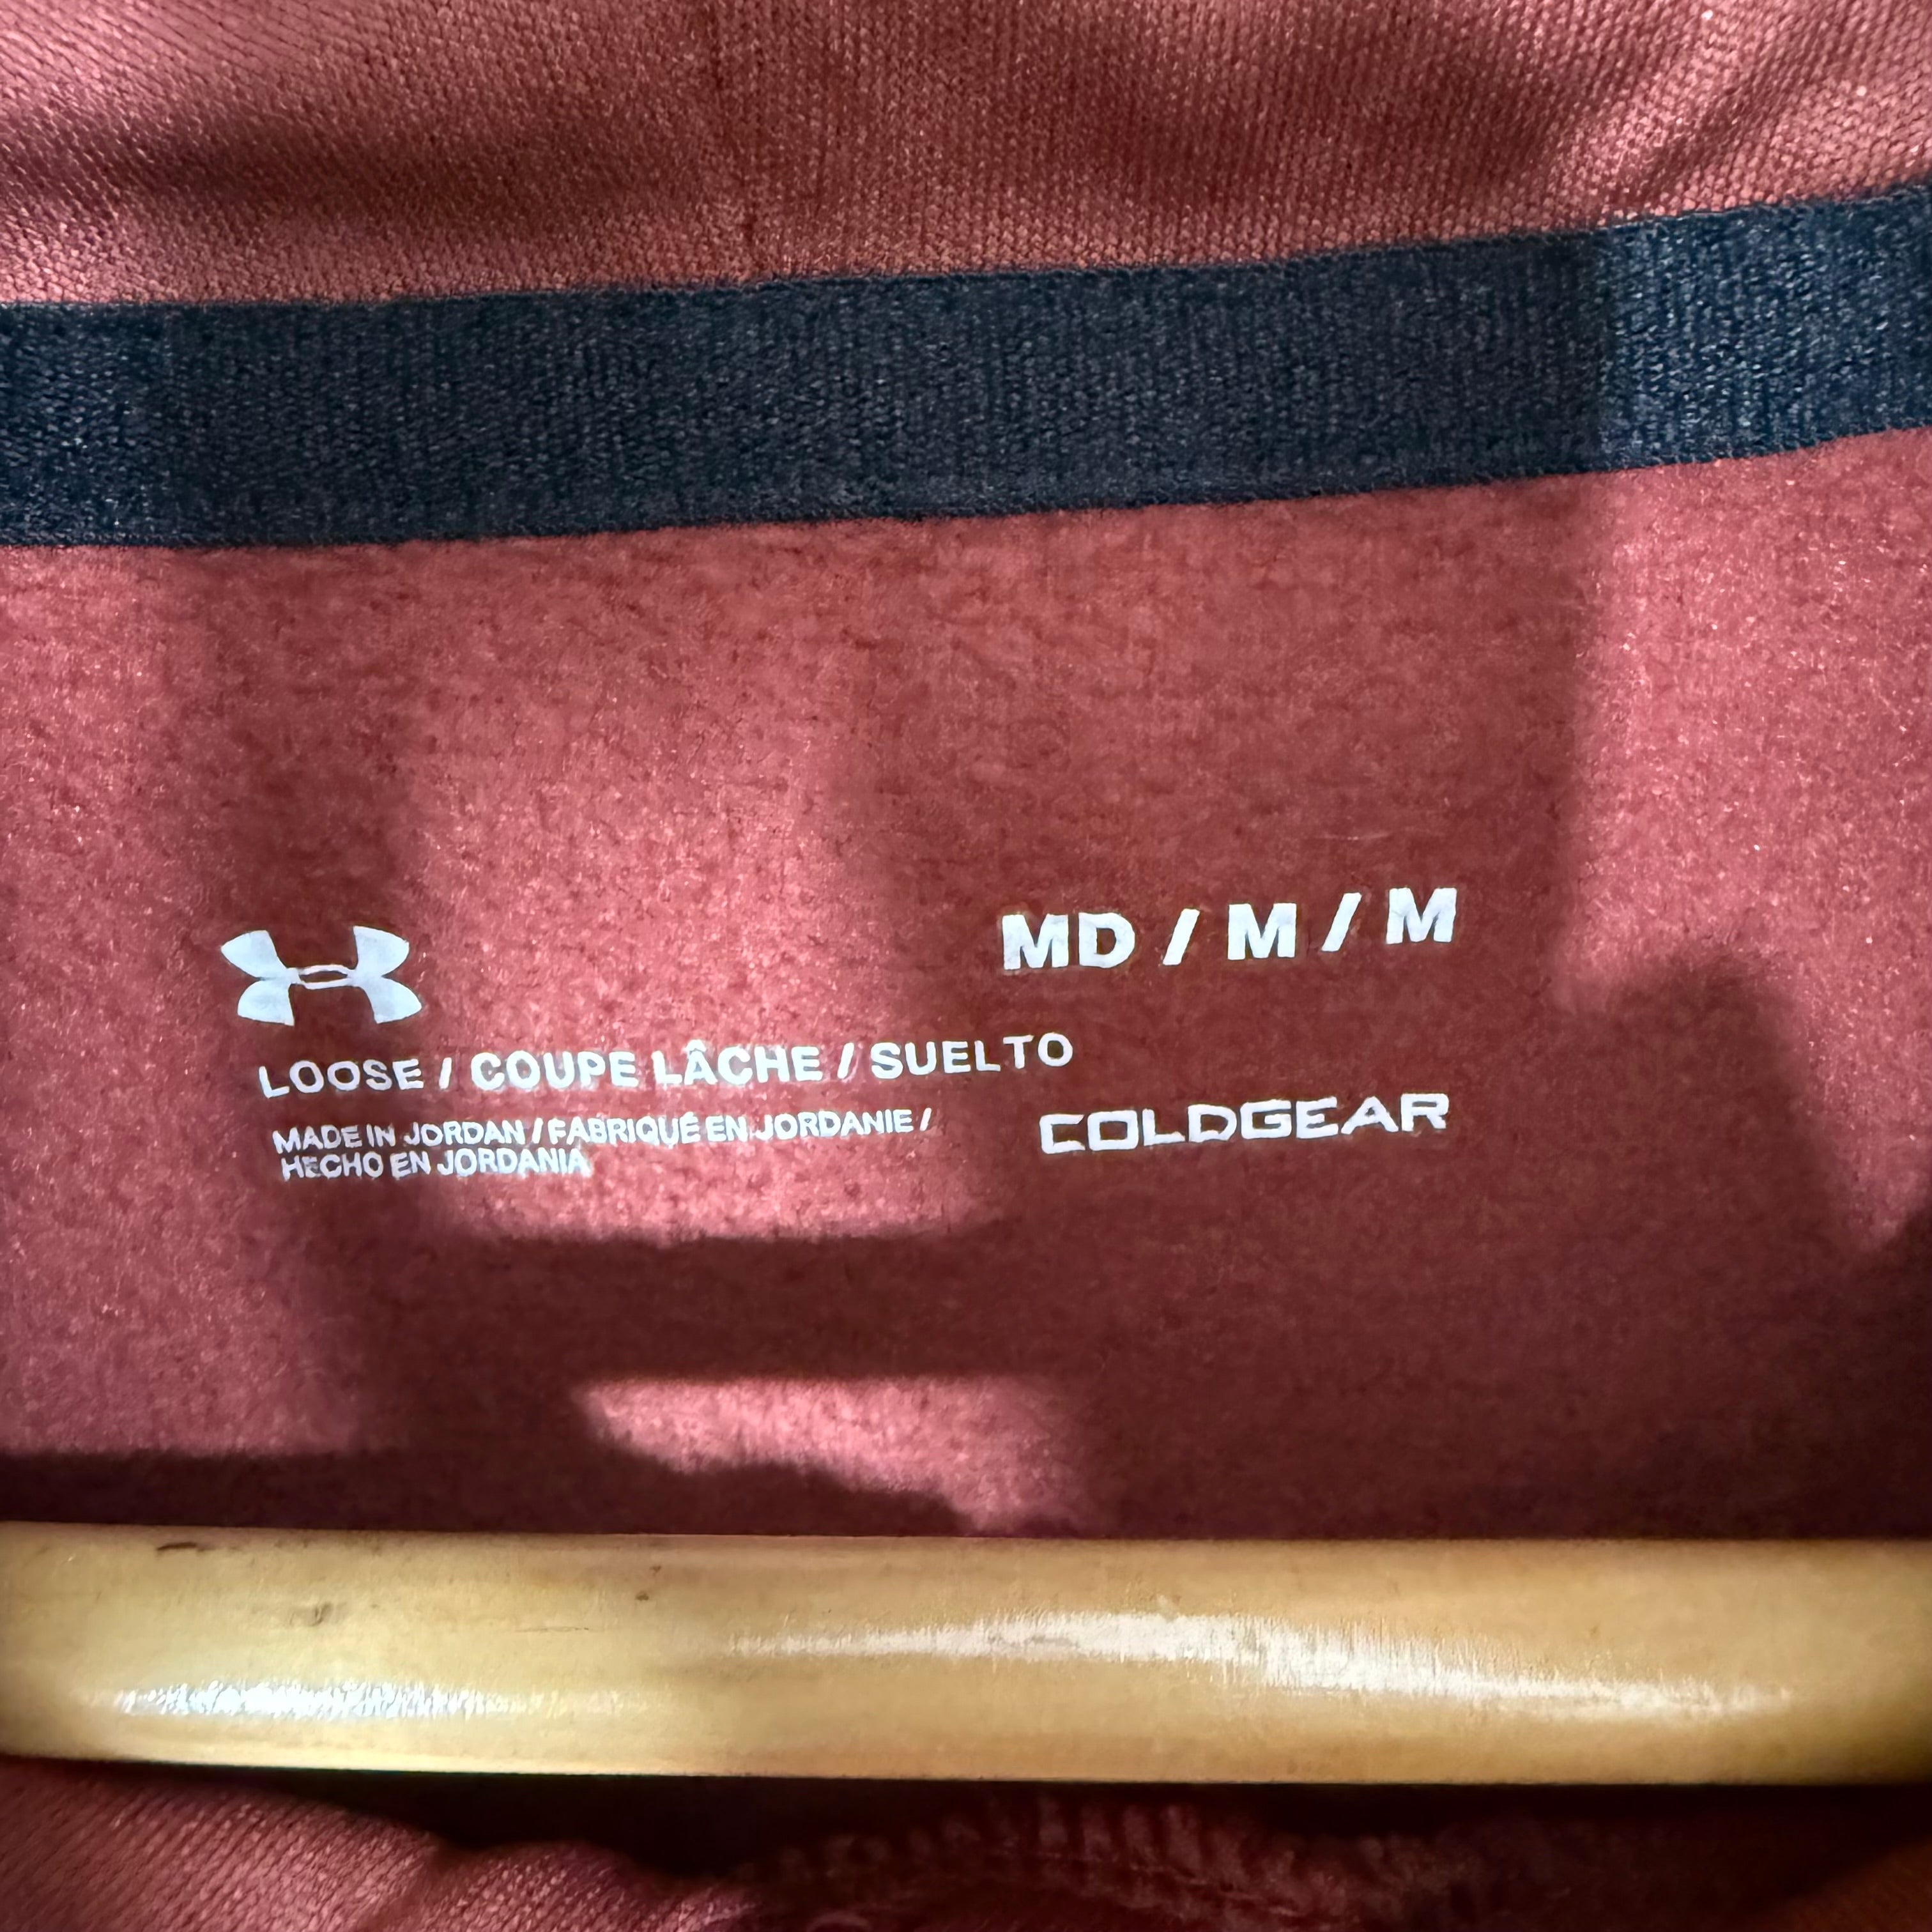 MD / M / M
LOOSE / COUPE LÂCHE / SUELTO
MADE IN JORDAN / FABRIQUÉ EN JORDANIE /
HECHO EN JORDANIA
COLDGEAR